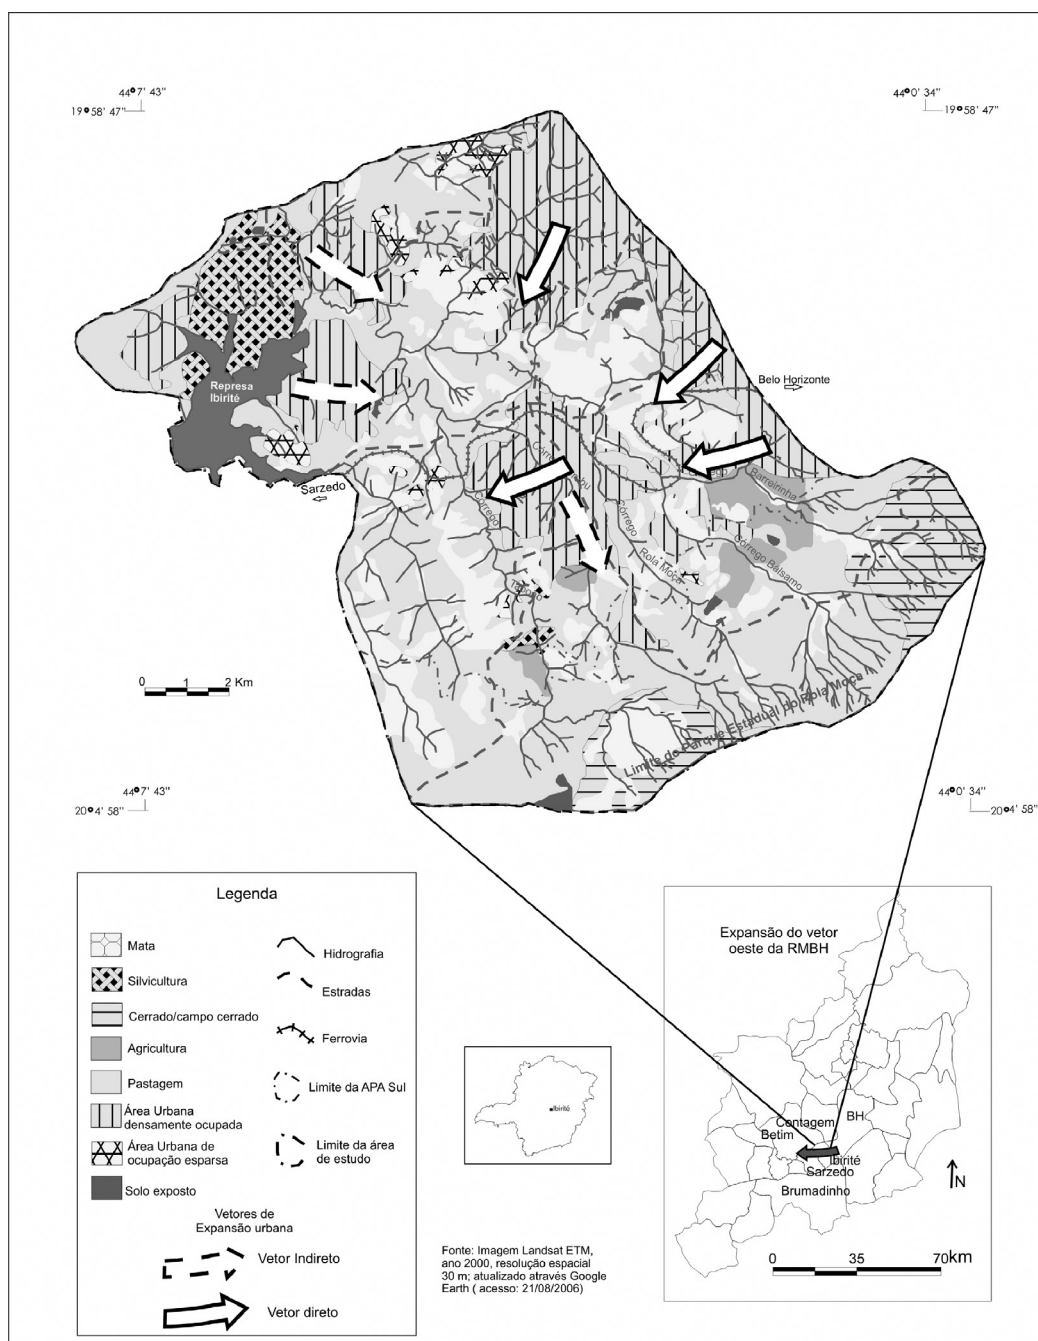 44° 7' 43"
19° 58' 47"
44° 0' 34"
19° 58' 47"
Represa
Ibirité
Belo Horizonte
Sarzedo
Córrego
Barreirinha
Córrego Balsamo
Córrego
Rola Moça
Córrego
Taboão
Limite do Parque Estadual do Rola Moça
0 1 2 Km
44° 7' 43"
20° 4' 58"
44° 0' 34"
20° 4' 58"
Legenda
Mata
Silvicultura
Cerrado/campo cerrado
Agricultura
Pastagem
Área Urbana
densamente ocupada
Área Urbana de
ocupação esparsa
Solo exposto
Hidrografia
Estradas
Ferrovia
Limite da APA Sul
Limite da área
de estudo
Vetores de
Expansão urbana
Vetor Indireto
Vetor direto
Ibirité
Fonte: Imagem Landsat ETM,
ano 2000, resolução espacial
30 m; atualizado através Google
Earth ( acesso: 21/08/2006)
Expansão do vetor
oeste da RMBH
Contagem
BH
Betim
Ibirité
Sarzedo
Brumadinho
N
0 35 70km